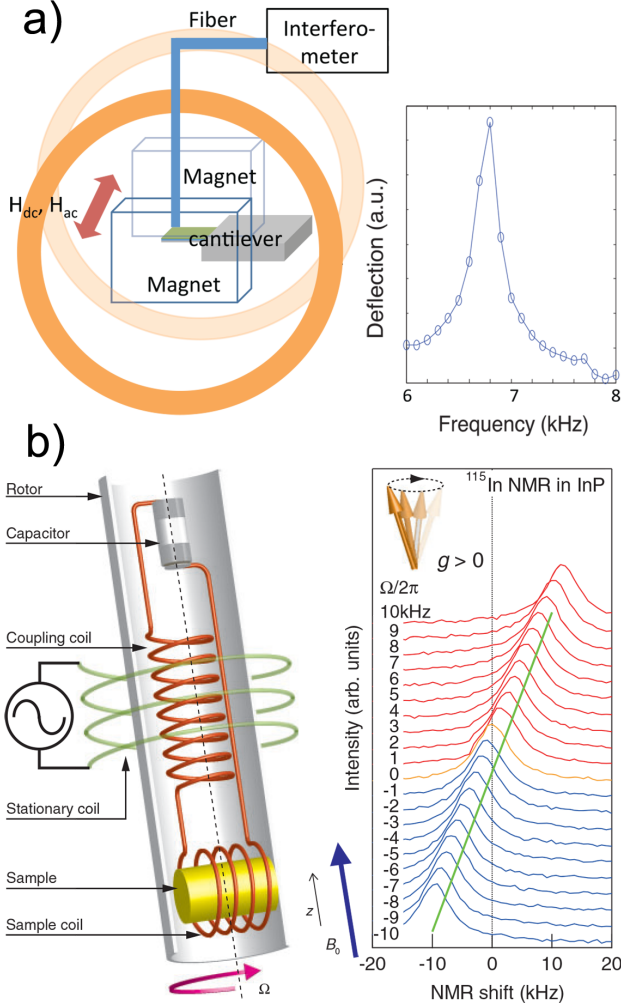 a)
Fiber
Interfero-
meter
Magnet
H_dc, H_ac
cantilever
Magnet
Deflection (a.u.)
6
7
8
Frequency (kHz)
b)
Rotor
Capacitor
Coupling coil
Stationary coil
Sample
Sample coil
Ω
z
B_0
¹¹⁵In NMR in InP
g > 0
Ω/2π
10kHz
9
8
7
6
5
4
3
2
1
0
-1
-2
-3
-4
-5
-6
-7
-8
-9
-10
Intensity (arb. units)
-20
-10
0
10
20
NMR shift (kHz)